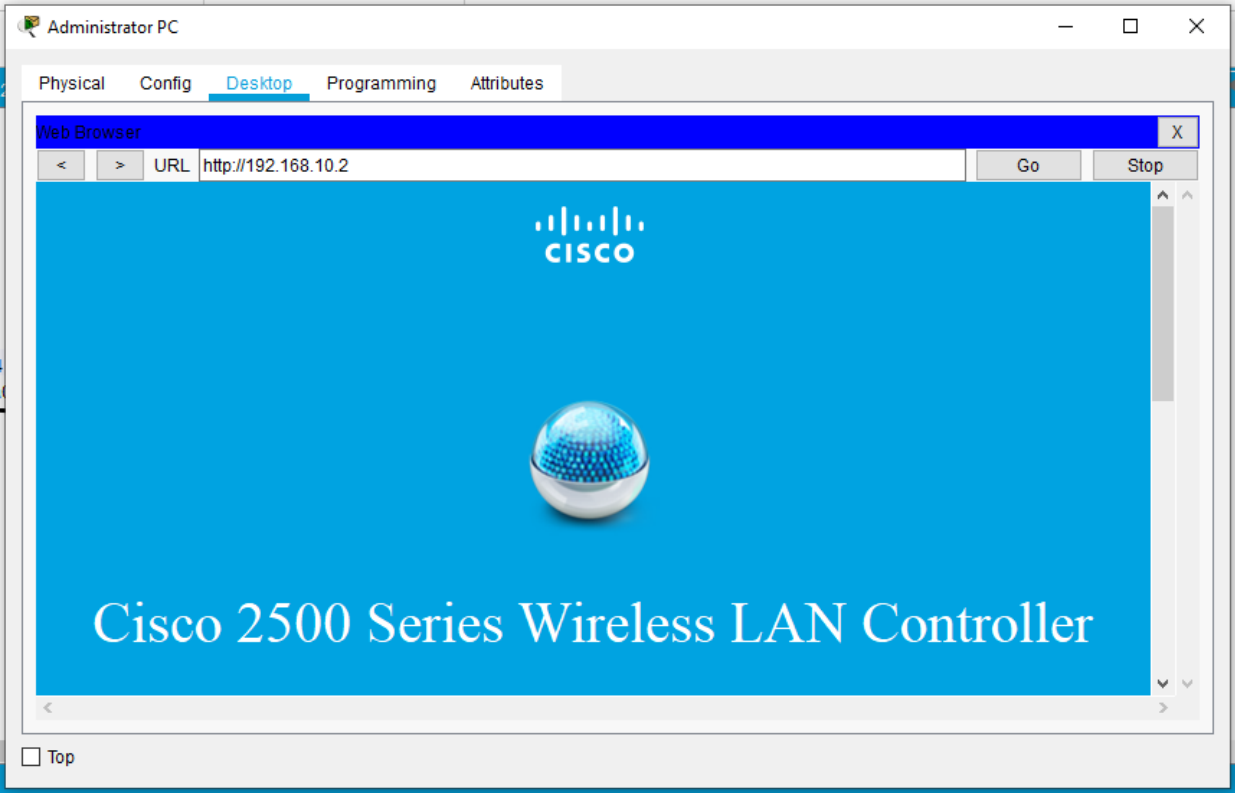 Administrator PC
Physical Config Desktop Programming Attributes
Web Browser X
< > URL http://192.168.10.2 Go Stop
CISCO
Cisco 2500 Series Wireless LAN Controller
Top